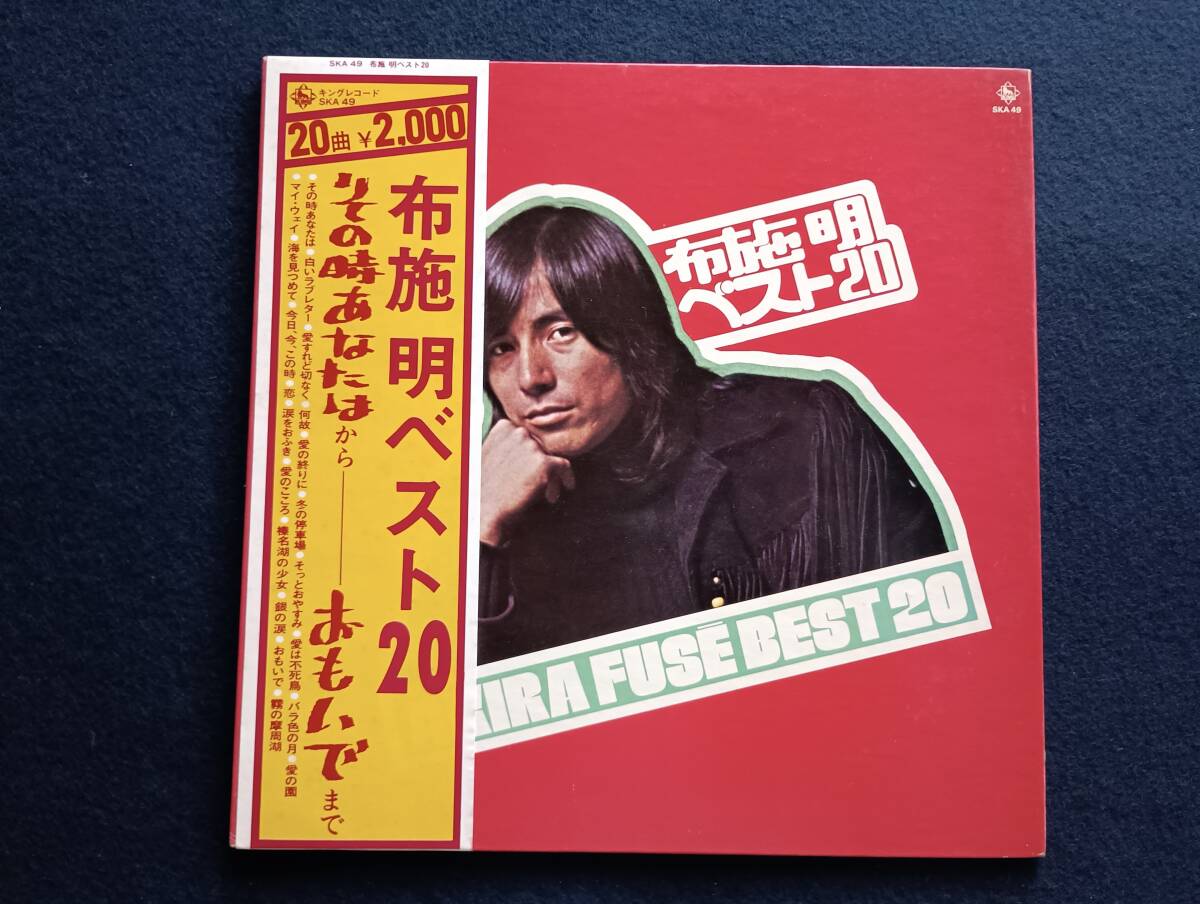 SKA 49 布施 明ベスト20
キングレコード
SKA 49
20曲 ¥2,000
布施 明ベスト20
その時あなたはから──おもいでまで
●その時あなたは●白いラブレター●愛すれど切なく●何故●愛の終りに●冬の停車場●そっとおやすみ●愛は不死鳥●バラ色の月●愛の園
●マイ・ウェイ●海を見つめて●今日、今、この時●恋●涙をおふき●愛のこころ●榛名湖の少女●銀の涙●おもいで●霧の摩周湖
SKA 49
布施 明
ベスト20
KIRA FUSĒ BEST 20